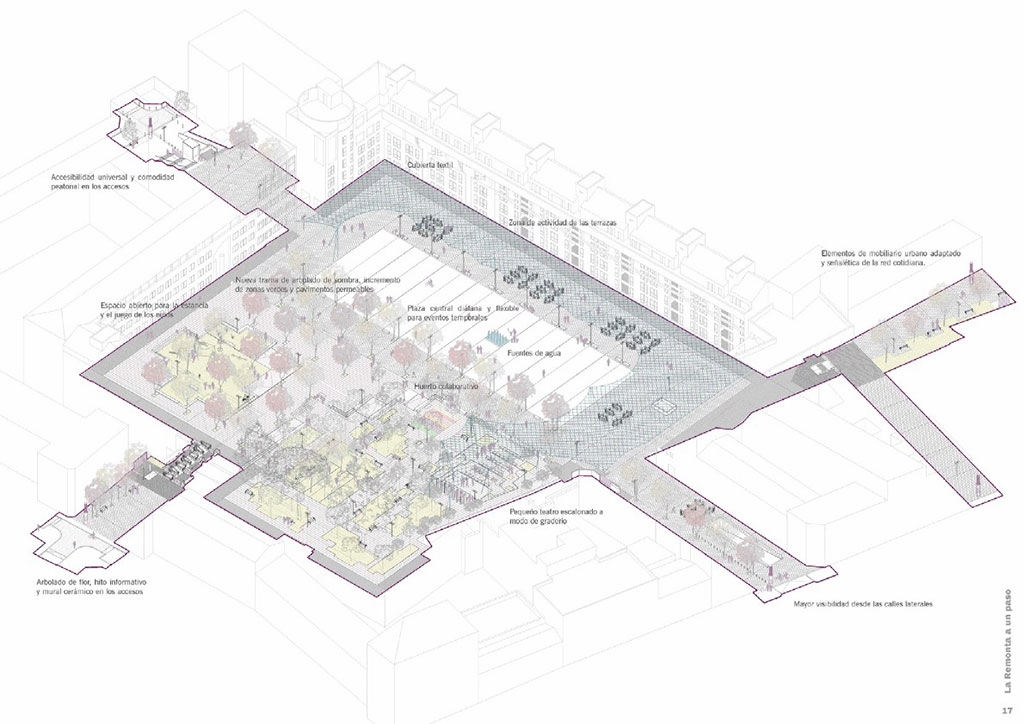 Cubierta textil
Accesibilidad universal y comodidad
peatonal en los accesos
Zona de actividad de las terrazas
Elementos de mobiliario urbano adaptado
y señalética de la red cotidiana.
Nueva trama de arbolado de sombra, incremento
de zonas verdes y pavimentos permeables
Espacio abierto para la estancia
y el juego de los niños
Plaza central diáfana y flexible
para eventos temporales
Fuentes de agua
Huerto colaborativo
Pequeño teatro escalonado a
modo de graderío
Arbolado de flor, hito informativo
y mural cerámico en los accesos
Mayor visibilidad desde las calles laterales
La Remonta a un paso
17